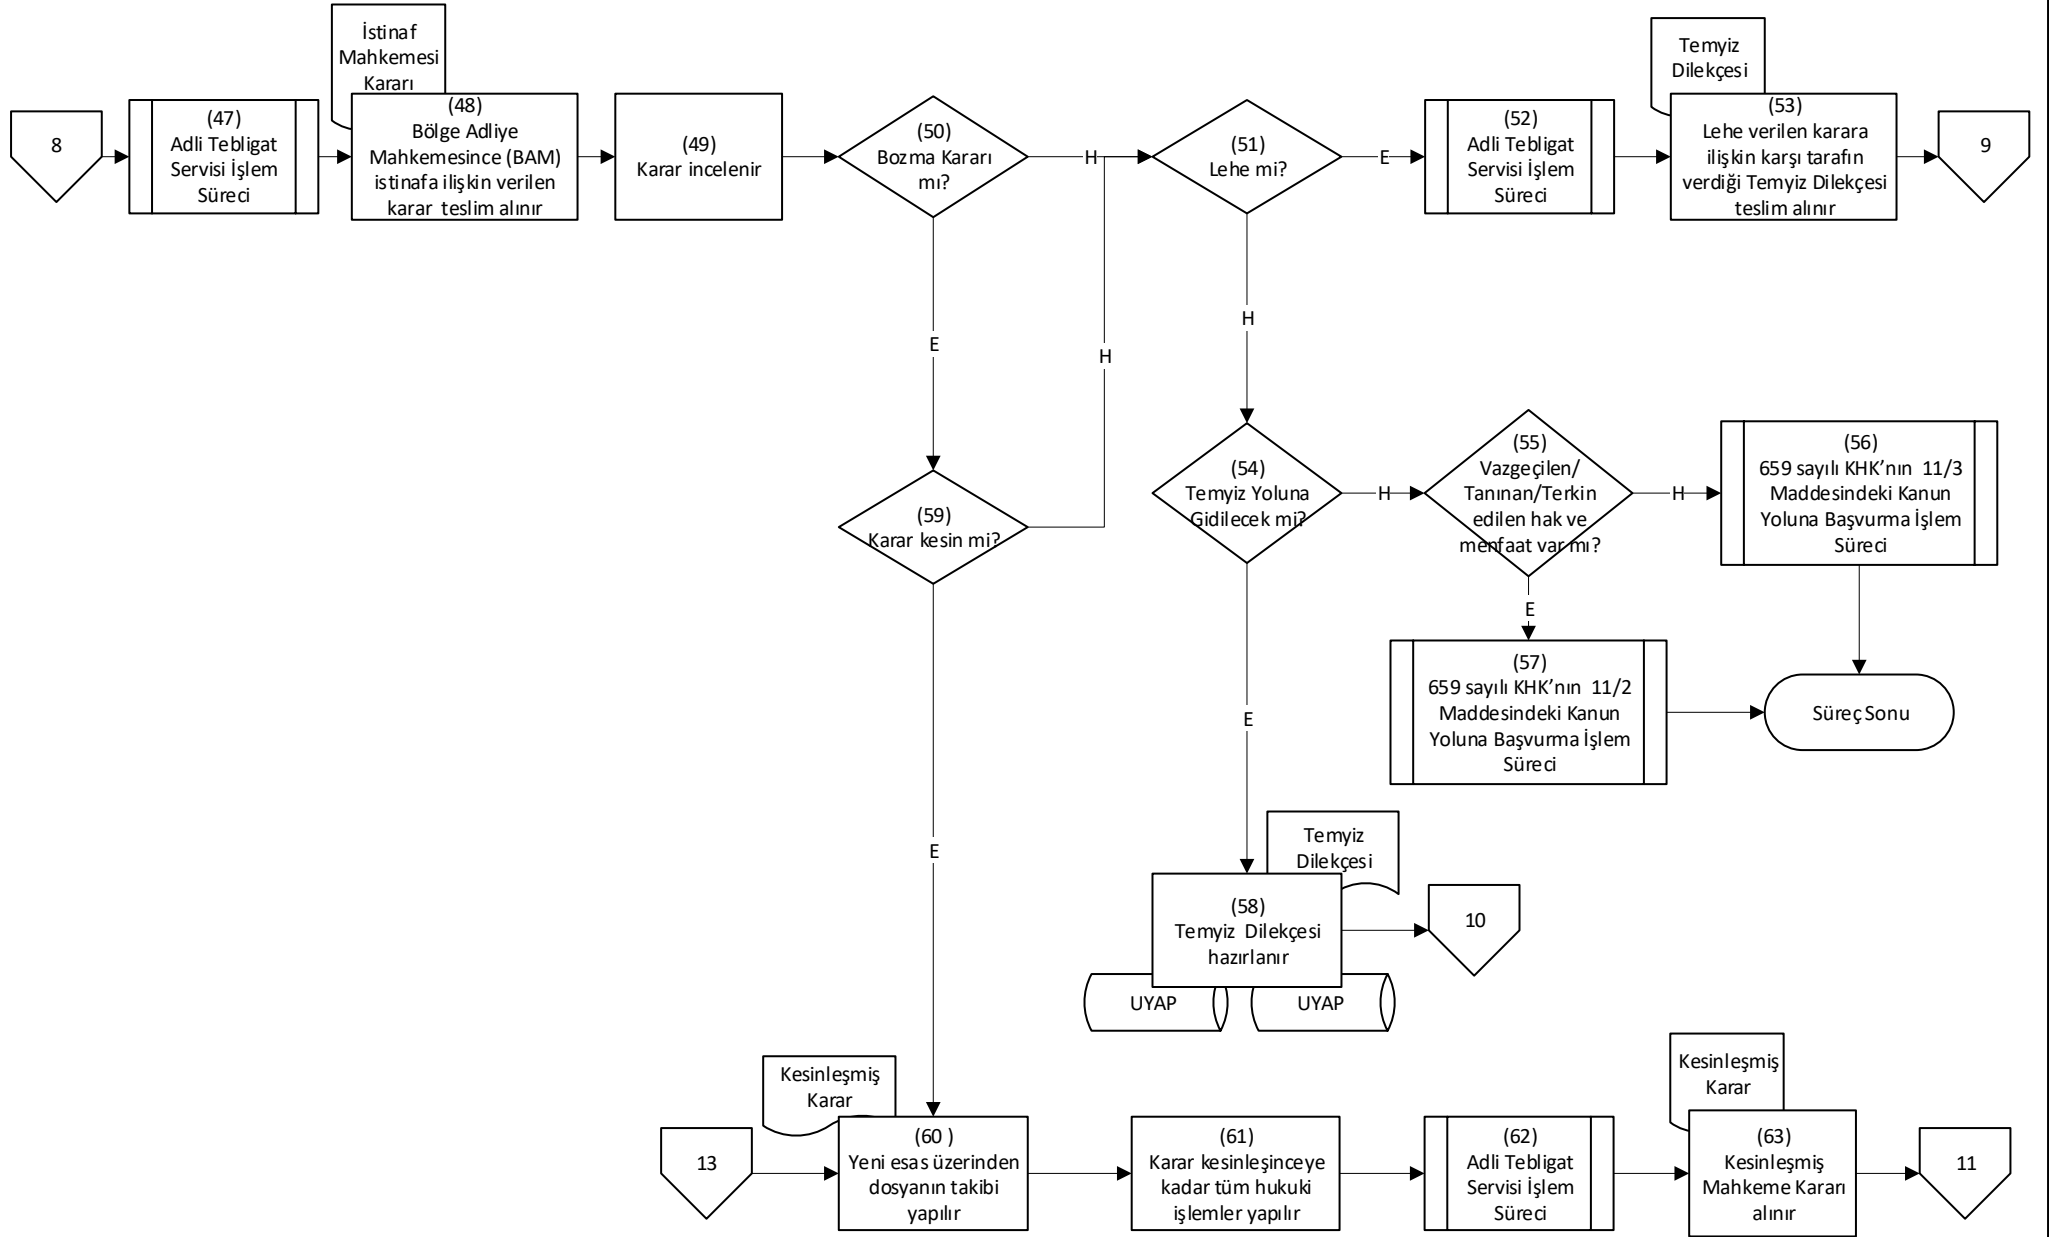 8
(47)
Adli Tebligat
Servisi İşlem
Süreci
İstinaf
Mahkemesi
Kararı
(48)
Bölge Adliye
Mahkemesince (BAM)
istinafa ilişkin verilen
karar teslim alınır
(49)
Karar incelenir
(50)
Bozma Kararı
mı?
H
(51)
Lehe mi?
E
(52)
Adli Tebligat
Servisi İşlem
Süreci
Temyiz
Dilekçesi
(53)
Lehe verilen karara
ilişkin karşı tarafın
verdiği Temyiz Dilekçesi
teslim alınır
9
E
H
H
(59)
Karar kesin mi?
(54)
Temyiz Yoluna
Gidilecek mi?
H
(55)
Vazgeçilen/
Tanınan/Terkin
edilen hak ve
menfaat var mı?
H
(56)
659 sayılı KHK’nın 11/3
Maddesindeki Kanun
Yoluna Başvurma İşlem
Süreci
E
(57)
659 sayılı KHK’nın 11/2
Maddesindeki Kanun
Yoluna Başvurma İşlem
Süreci
Süreç Sonu
E
E
Temyiz
Dilekçesi
(58)
Temyiz Dilekçesi
hazırlanır
10
UYAP
UYAP
13
Kesinleşmiş
Karar
(60 )
Yeni esas üzerinden
dosyanın takibi
yapılır
(61)
Karar kesinleşinceye
kadar tüm hukuki
işlemler yapılır
(62)
Adli Tebligat
Servisi İşlem
Süreci
Kesinleşmiş
Karar
(63)
Kesinleşmiş
Mahkeme Kararı
alınır
11